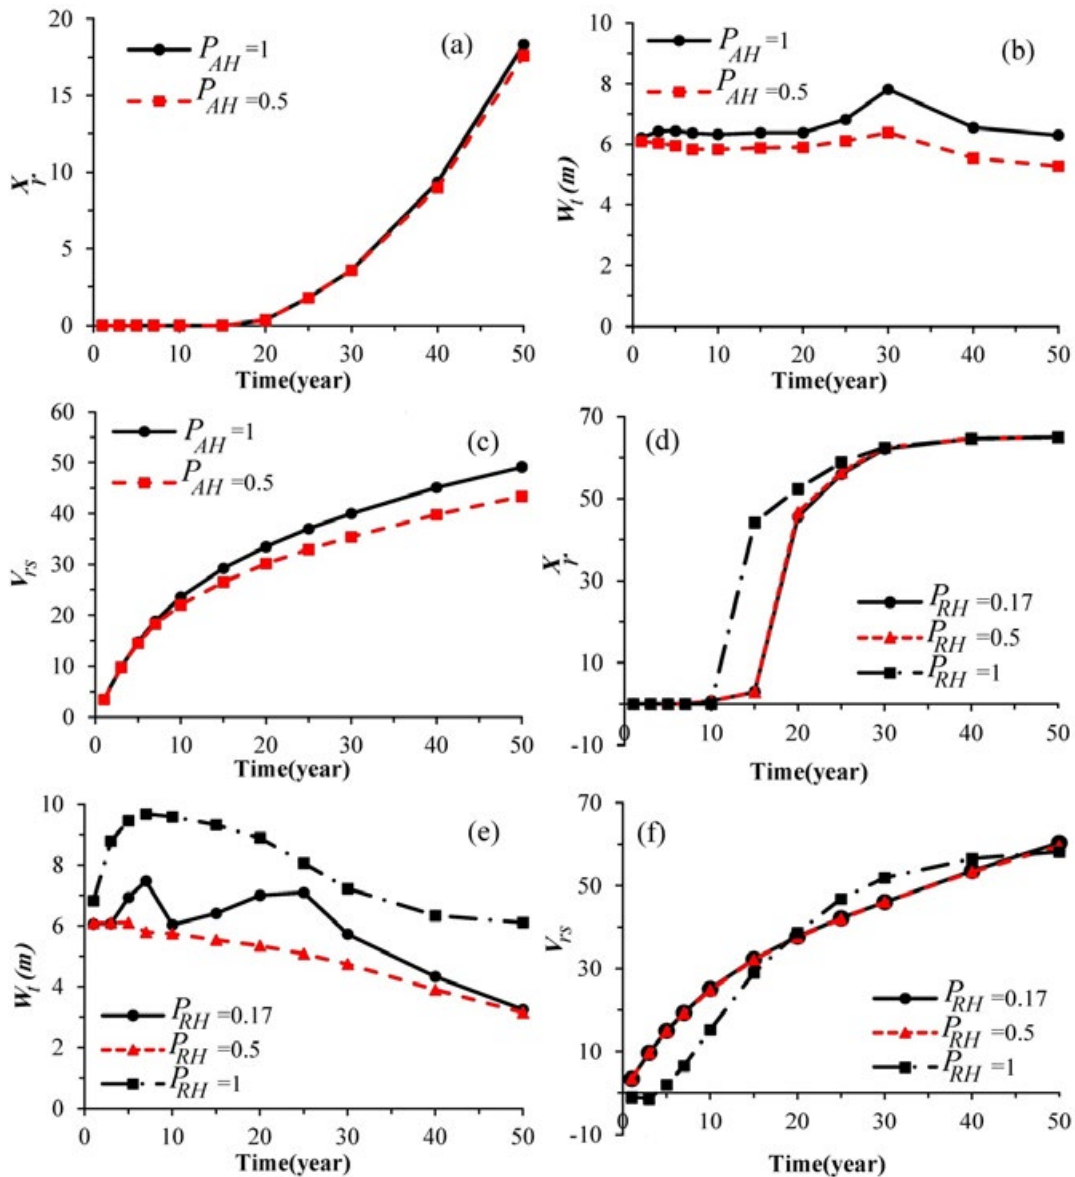 (a)
P_AH=1
P_AH=0.5
20
15
10
5
0
X_r
0 10 20 30 40 50
Time(year)
(b)
P_AH=1
P_AH=0.5
10
8
6
4
2
0
W_t(m)
0 10 20 30 40 50
Time(year)
(c)
P_AH=1
P_AH=0.5
60
50
40
30
20
10
0
V_rs
0 10 20 30 40 50
Time(year)
(d)
70
50
30
10
-10
X_r
P_RH=0.17
P_RH=0.5
P_RH=1
0 10 20 30 40 50
Time(year)
(e)
10
8
6
4
2
0
W_t(m)
P_RH=0.17
P_RH=0.5
P_RH=1
0 10 20 30 40 50
Time(year)
(f)
70
50
30
10
-10
V_rs
P_RH=0.17
P_RH=0.5
P_RH=1
0 10 20 30 40 50
Time(year)